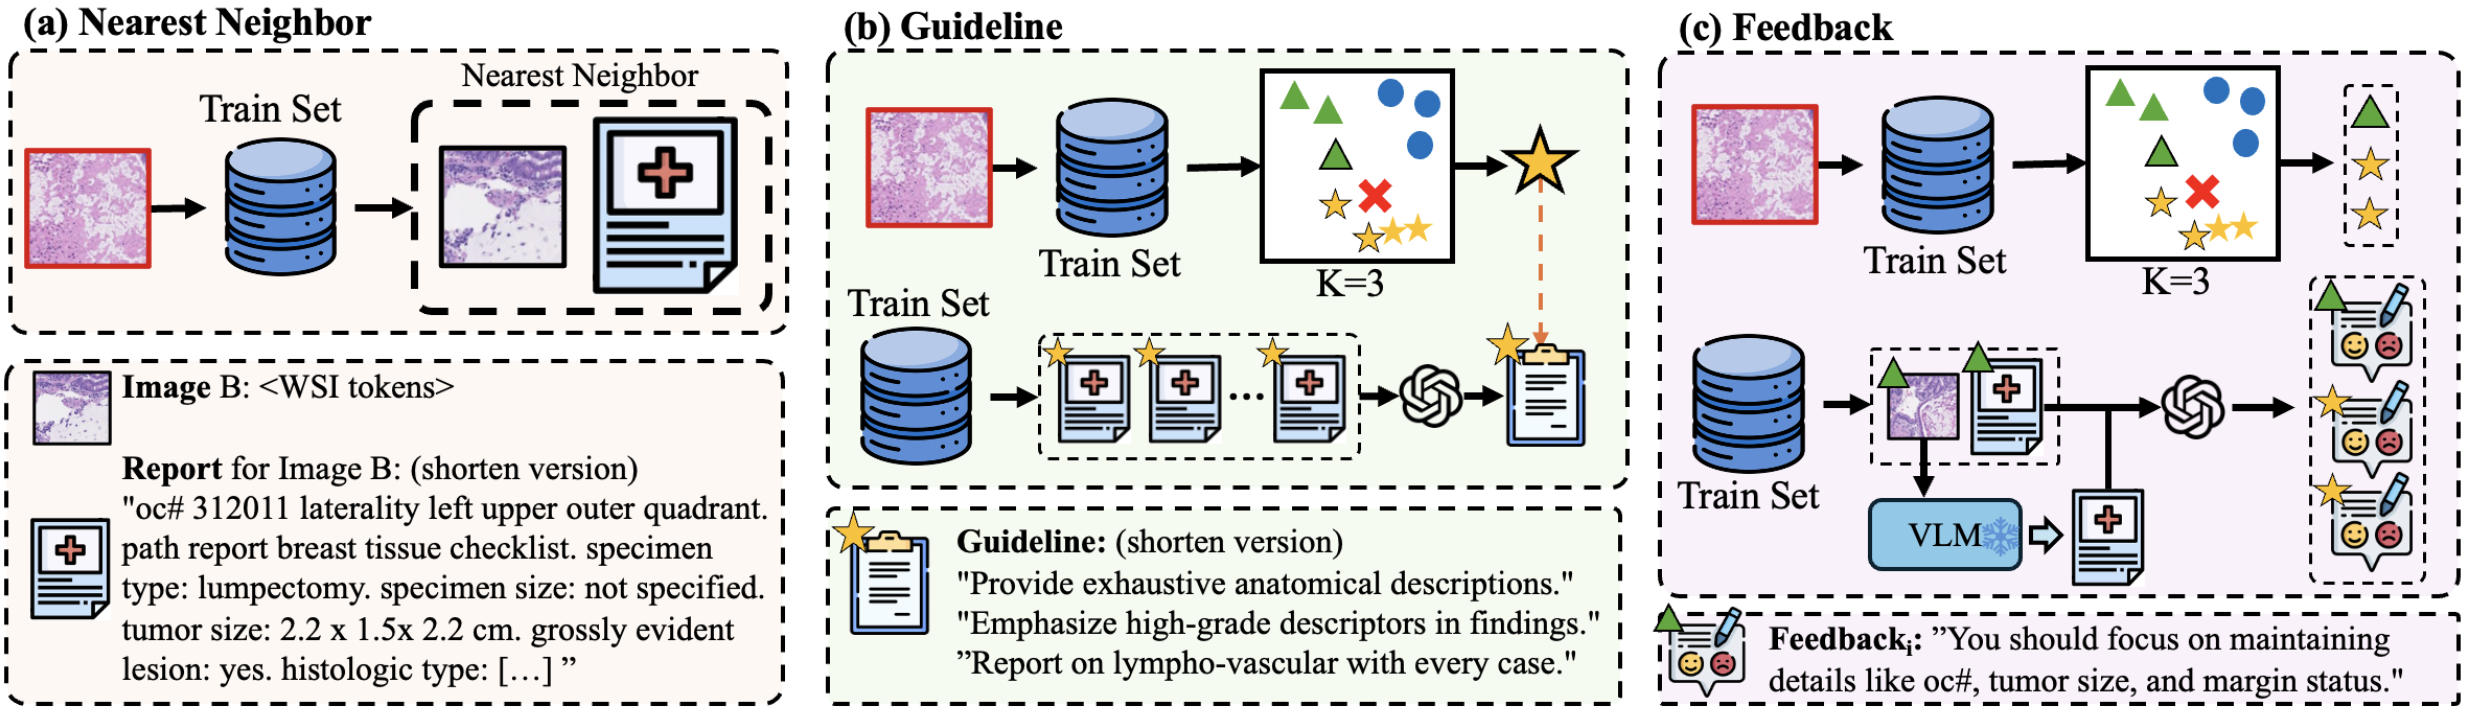 (a) Nearest Neighbor
Nearest Neighbor
Train Set
Image B: <WSI tokens>
Report for Image B: (shorten version)
"oc# 312011 laterality left upper outer quadrant.
path report breast tissue checklist. specimen
type: lumpectomy. specimen size: not specified.
tumor size: 2.2 x 1.5x 2.2 cm. grossly evident
lesion: yes. histologic type: […] ”
(b) Guideline
Train Set
K=3
Train Set
...
Guideline: (shorten version)
"Provide exhaustive anatomical descriptions."
"Emphasize high-grade descriptors in findings."
”Report on lympho-vascular with every case."
(c) Feedback
Train Set
K=3
Train Set
VLM
Feedbackᵢ: ”You should focus on maintaining
details like oc#, tumor size, and margin status."